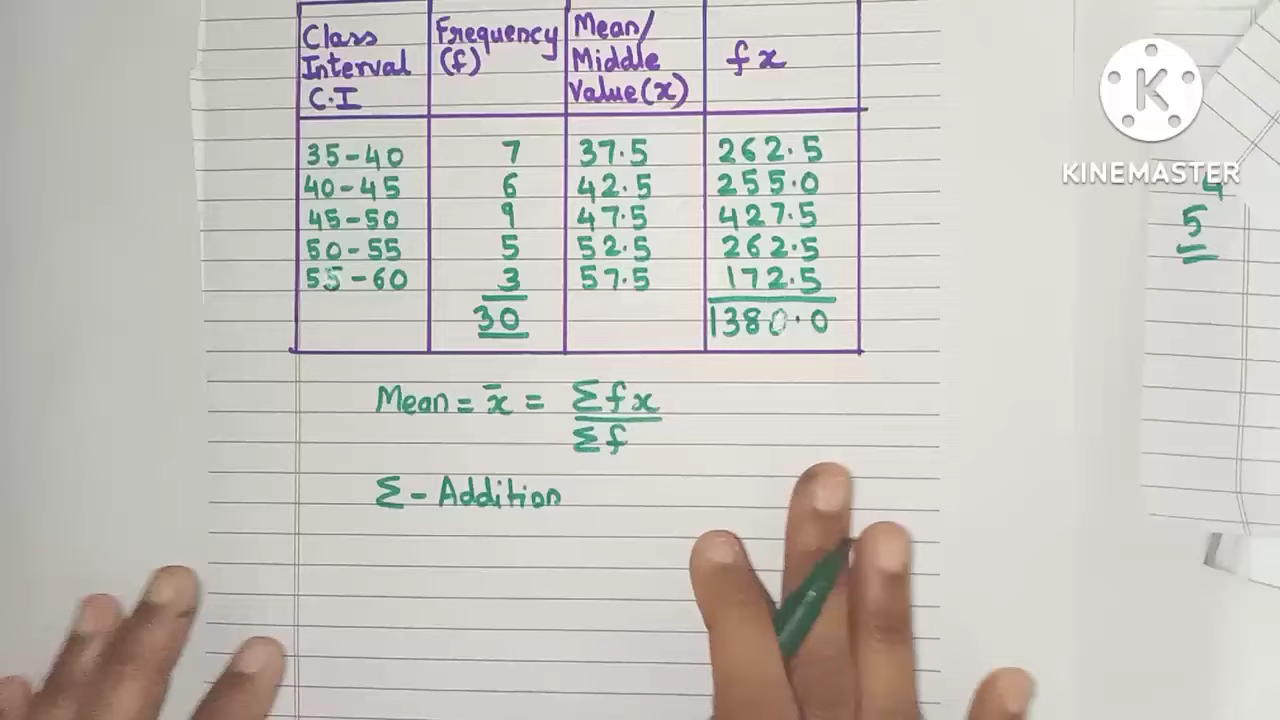 Class Interval C.I | Frequency (f) | Mean/ Middle Value(x) | fx
35-40 7 37.5 262.5
40-45 6 42.5 255.0
45-50 9 47.5 427.5
50-55 5 52.5 262.5
55-60 3 57.5 172.5
30 1380.0
Mean = x̄ = Σfx
Σf
Σ - Addition
K
KINEMASTER
5